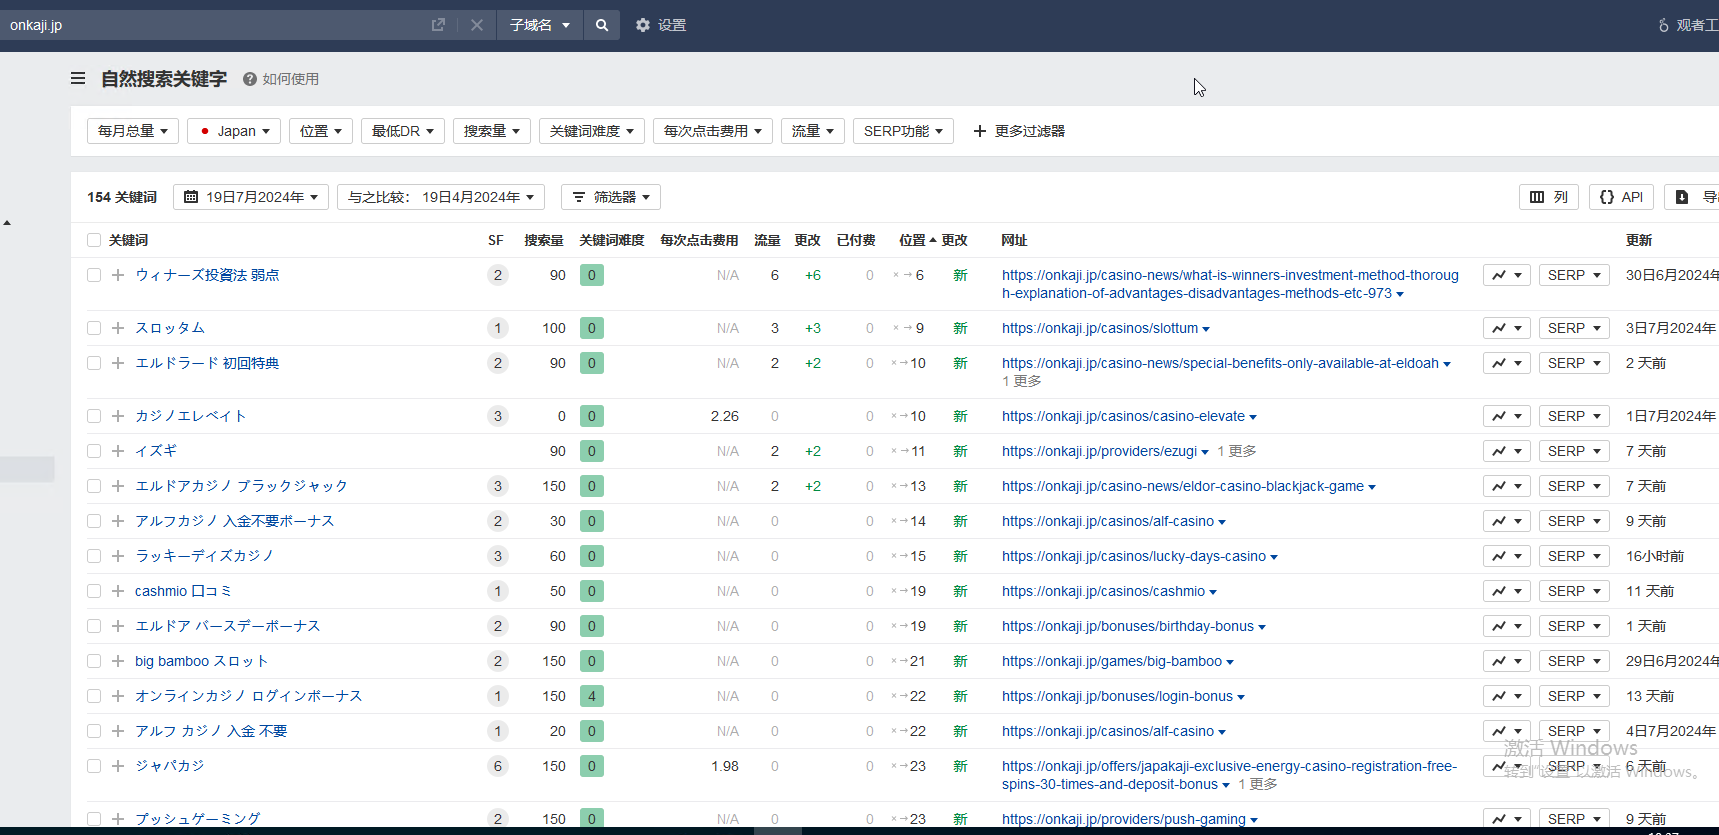 onkaji.jp 子域名 设置 观者工
自然搜索关键字 如何使用
每月总量 Japan 位置 最低DR 搜索量 关键词难度 每次点击费用 流量 SERP功能 更多过滤器
154 关键词 19日7月2024年 与之比较： 19日4月2024年 筛选器 列 API
关键词 SF 搜索量 关键词难度 每次点击费用 流量 更改 已付费 位置 更改 网址 更新
ウィナーズ投資法 弱点 2 90 0 N/A 6 +6 0 × → 6 新 https://onkaji.jp/casino-news/what-is-winners-investment-method-thoroug SERP 30日6月2024年
h-explanation-of-advantages-disadvantages-methods-etc-973
スロッタム 1 100 0 N/A 3 +3 0 × → 9 新 https://onkaji.jp/casinos/slottum SERP 3日7月2024年
エルドラード 初回特典 2 90 0 N/A 2 +2 0 × → 10 新 https://onkaji.jp/casino-news/special-benefits-only-available-at-eldoah SERP 2 天前
1 更多
カジノエレベイト 3 0 0 2.26 0 0 × → 10 新 https://onkaji.jp/casinos/casino-elevate SERP 1日7月2024年
イズギ 90 0 N/A 2 +2 0 × → 11 新 https://onkaji.jp/providers/ezugi 1 更多 SERP 7 天前
エルドアカジノ ブラックジャック 3 150 0 N/A 2 +2 0 × → 13 新 https://onkaji.jp/casino-news/eldor-casino-blackjack-game SERP 7 天前
アルフカジノ 入金不要ボーナス 2 30 0 N/A 0 0 × → 14 新 https://onkaji.jp/casinos/alf-casino SERP 9 天前
ラッキーデイズカジノ 3 60 0 N/A 0 0 × → 15 新 https://onkaji.jp/casinos/lucky-days-casino SERP 16小时前
cashmio 口コミ 1 50 0 N/A 0 0 × → 19 新 https://onkaji.jp/casinos/cashmio SERP 11 天前
エルドア バースデーボーナス 2 90 0 N/A 0 0 × → 19 新 https://onkaji.jp/bonuses/birthday-bonus SERP 1 天前
big bamboo スロット 2 150 0 N/A 0 0 × → 21 新 https://onkaji.jp/games/big-bamboo SERP 29日6月2024年
オンラインカジノ ログインボーナス 1 150 4 N/A 0 0 × → 22 新 https://onkaji.jp/bonuses/login-bonus SERP 13 天前
アルフ カジノ 入金 不要 1 20 0 N/A 0 0 × → 22 新 https://onkaji.jp/casinos/alf-casino SERP 4日7月2024年
激活 Windows
ジャパカジ 6 150 0 1.98 0 0 × → 23 新 https://onkaji.jp/offers/japakaji-exclusive-energy-casino-registration-free- SERP 6 天前
转到"设置"以激活 Windows。
spins-30-times-and-deposit-bonus 1 更多
プッシュゲーミング 2 150 0 N/A 0 0 × → 23 新 https://onkaji.jp/providers/push-gaming SERP 9 天前